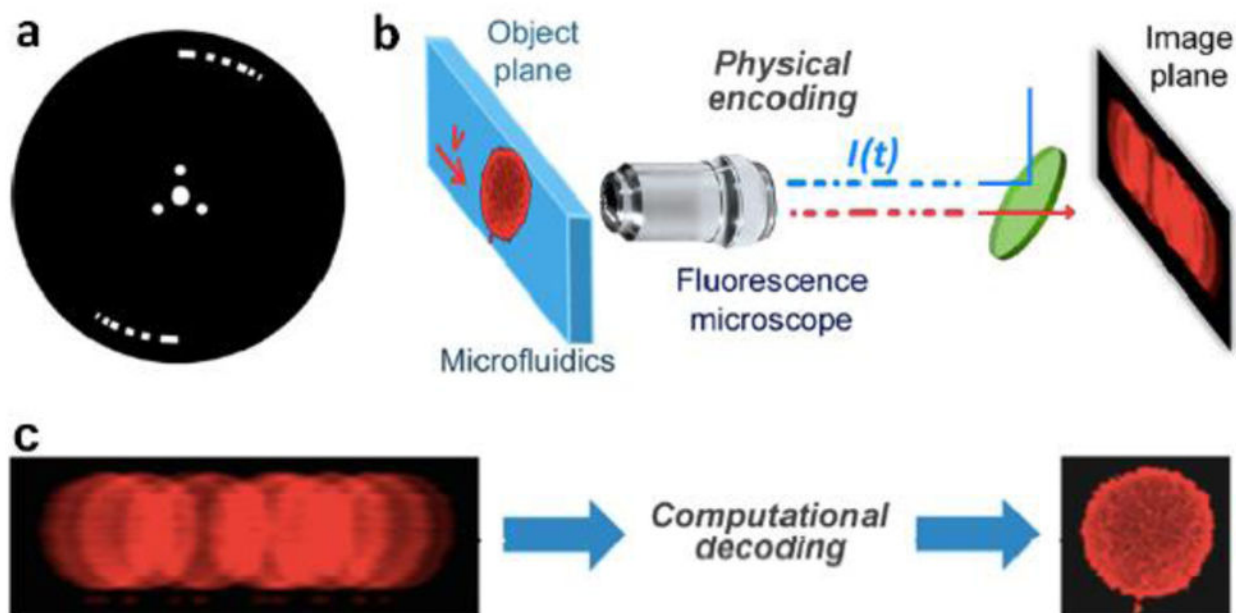 a
b
Object
plane
Physical
encoding
Image
plane
v
I(t)
Fluorescence
microscope
Microfluidics
c
Computational
decoding